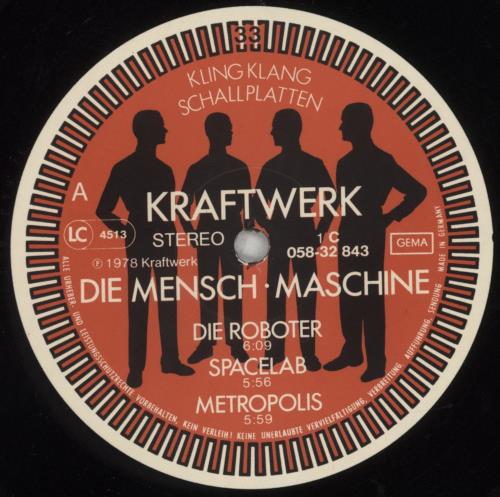 33
KLING KLANG
SCHALLPLATTEN
A
KRAFTWERK
LC 4513
STEREO
1 C
058-32 843
GEMA
℗ 1978 Kraftwerk
DIE MENSCH·MASCHINE
DIE ROBOTER
6:09
SPACELAB
5:56
METROPOLIS
5:59
ALLE URHEBER- UND LEISTUNGSSCHUTZRECHTE VORBEHALTEN. KEIN VERLEIH! KEINE UNERLAUBTE VERVIELFÄLTIGUNG, VERBREITUNG, AUFFÜHRUNG, SENDUNG MADE IN GERMANY